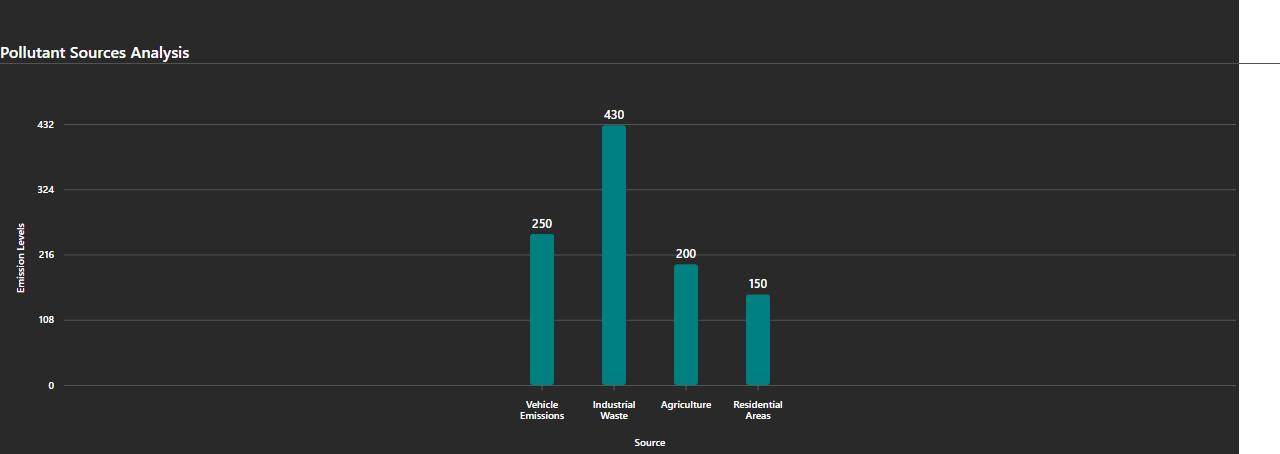 Pollutant Sources Analysis
430
432
324
250
Emission Levels
216
200
150
108
0
Vehicle
Emissions
Industrial
Waste
Agriculture
Residential
Areas
Source